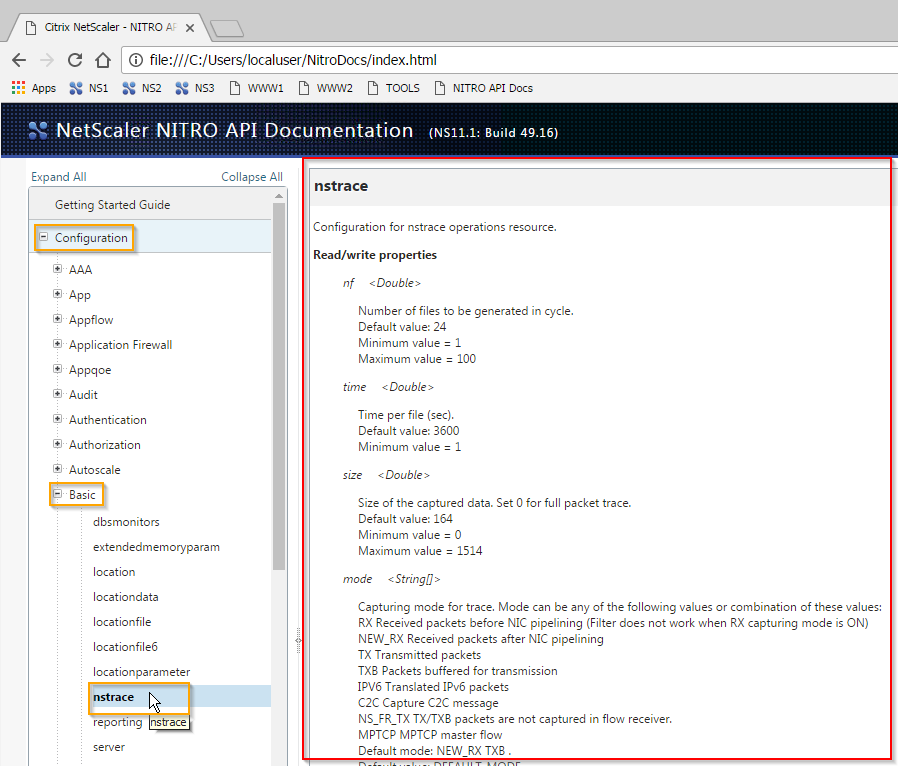 Citrix NetScaler - NITRO AP
file:///C:/Users/localuser/NitroDocs/index.html
Apps NS1 NS2 NS3 WWW1 WWW2 TOOLS NITRO API Docs
NetScaler NITRO API Documentation (NS11.1: Build 49.16)
Expand All Collapse All
Getting Started Guide
Configuration
AAA
App
Appflow
Application Firewall
Appqoe
Audit
Authentication
Authorization
Autoscale
Basic
dbsmonitors
extendedmemoryparam
location
locationdata
locationfile
locationfile6
locationparameter
nstrace
reporting
nstrace
server
nstrace
Configuration for nstrace operations resource.
Read/write properties
nf <Double>
Number of files to be generated in cycle.
Default value: 24
Minimum value = 1
Maximum value = 100
time <Double>
Time per file (sec).
Default value: 3600
Minimum value = 1
size <Double>
Size of the captured data. Set 0 for full packet trace.
Default value: 164
Minimum value = 0
Maximum value = 1514
mode <String[]>
Capturing mode for trace. Mode can be any of the following values or combination of these values:
RX Received packets before NIC pipelining (Filter does not work when RX capturing mode is ON)
NEW_RX Received packets after NIC pipelining
TX Transmitted packets
TXB Packets buffered for transmission
IPV6 Translated IPv6 packets
C2C Capture C2C message
NS_FR_TX TX/TXB packets are not captured in flow receiver.
MPTCP MPTCP master flow
Default mode: NEW_RX TXB .
Default value: DEFAULT_MODE